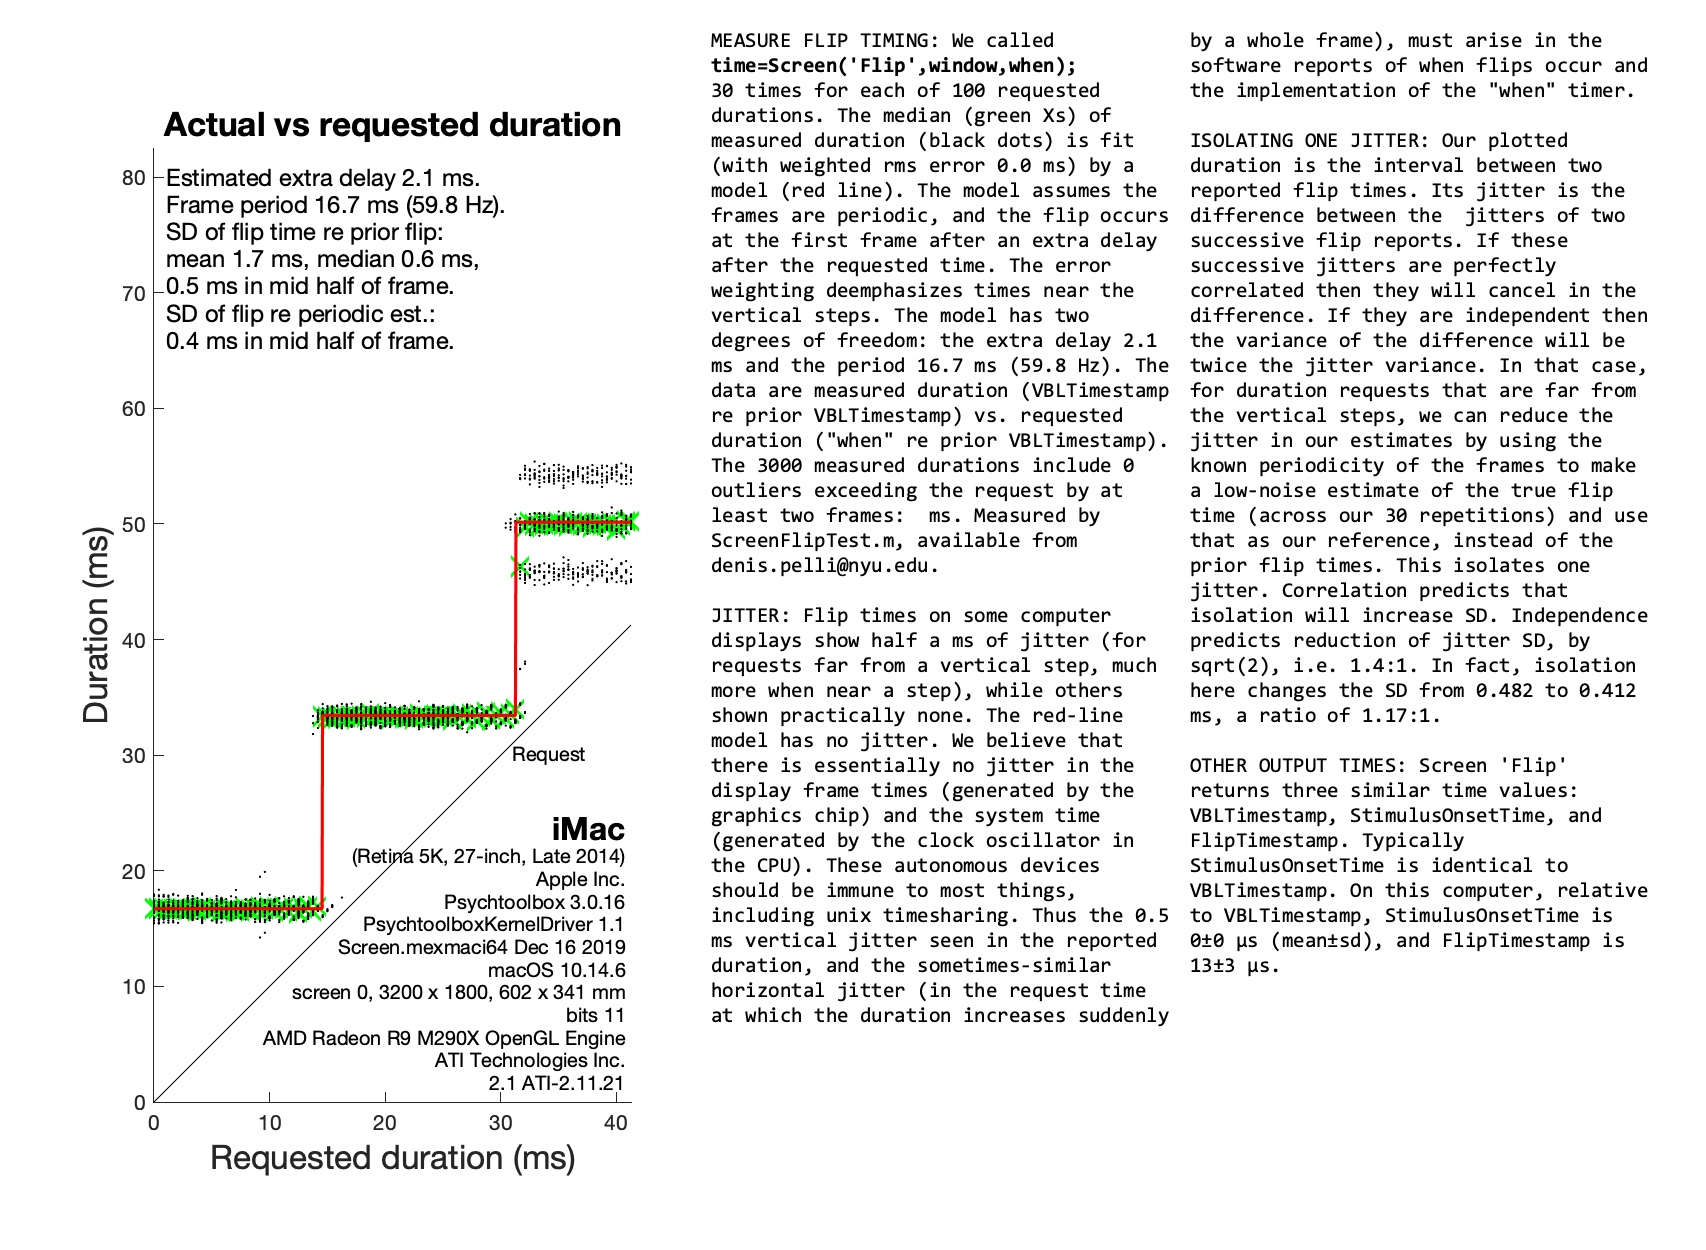 Actual vs requested duration
Estimated extra delay 2.1 ms.
Frame period 16.7 ms (59.8 Hz).
SD of flip time re prior flip:
mean 1.7 ms, median 0.6 ms,
0.5 ms in mid half of frame.
SD of flip re periodic est.:
0.4 ms in mid half of frame.
80
70
60
50
40
30
20
10
0
Duration (ms)
Request
iMac
(Retina 5K, 27-inch, Late 2014)
Apple Inc.
Psychtoolbox 3.0.16
PsychtoolboxKernelDriver 1.1
Screen.mexmaci64 Dec 16 2019
macOS 10.14.6
screen 0, 3200 x 1800, 602 x 341 mm
bits 11
AMD Radeon R9 M290X OpenGL Engine
ATI Technologies Inc.
2.1 ATI-2.11.21
0 10 20 30 40
Requested duration (ms)
MEASURE FLIP TIMING: We called
time=Screen('Flip',window,when);
30 times for each of 100 requested
durations. The median (green Xs) of
measured duration (black dots) is fit
(with weighted rms error 0.0 ms) by a
model (red line). The model assumes the
frames are periodic, and the flip occurs
at the first frame after an extra delay
after the requested time. The error
weighting deemphasizes times near the
vertical steps. The model has two
degrees of freedom: the extra delay 2.1
ms and the period 16.7 ms (59.8 Hz). The
data are measured duration (VBLTimestamp
re prior VBLTimestamp) vs. requested
duration ("when" re prior VBLTimestamp).
The 3000 measured durations include 0
outliers exceeding the request by at
least two frames:  ms. Measured by
ScreenFlipTest.m, available from
denis.pelli@nyu.edu.
JITTER: Flip times on some computer
displays show half a ms of jitter (for
requests far from a vertical step, much
more when near a step), while others
shown practically none. The red-line
model has no jitter. We believe that
there is essentially no jitter in the
display frame times (generated by the
graphics chip) and the system time
(generated by the clock oscillator in
the CPU). These autonomous devices
should be immune to most things,
including unix timesharing. Thus the 0.5
ms vertical jitter seen in the reported
duration, and the sometimes-similar
horizontal jitter (in the request time
at which the duration increases suddenly
by a whole frame), must arise in the
software reports of when flips occur and
the implementation of the "when" timer.
ISOLATING ONE JITTER: Our plotted
duration is the interval between two
reported flip times. Its jitter is the
difference between the  jitters of two
successive flip reports. If these
successive jitters are perfectly
correlated then they will cancel in the
difference. If they are independent then
the variance of the difference will be
twice the jitter variance. In that case,
for duration requests that are far from
the vertical steps, we can reduce the
jitter in our estimates by using the
known periodicity of the frames to make
a low-noise estimate of the true flip
time (across our 30 repetitions) and use
that as our reference, instead of the
prior flip times. This isolates one
jitter. Correlation predicts that
isolation will increase SD. Independence
predicts reduction of jitter SD, by
sqrt(2), i.e. 1.4:1. In fact, isolation
here changes the SD from 0.482 to 0.412
ms, a ratio of 1.17:1.
OTHER OUTPUT TIMES: Screen 'Flip'
returns three similar time values:
VBLTimestamp, StimulusOnsetTime, and
FlipTimestamp. Typically
StimulusOnsetTime is identical to
VBLTimestamp. On this computer, relative
to VBLTimestamp, StimulusOnsetTime is
0±0 µs (mean±sd), and FlipTimestamp is
13±3 µs.